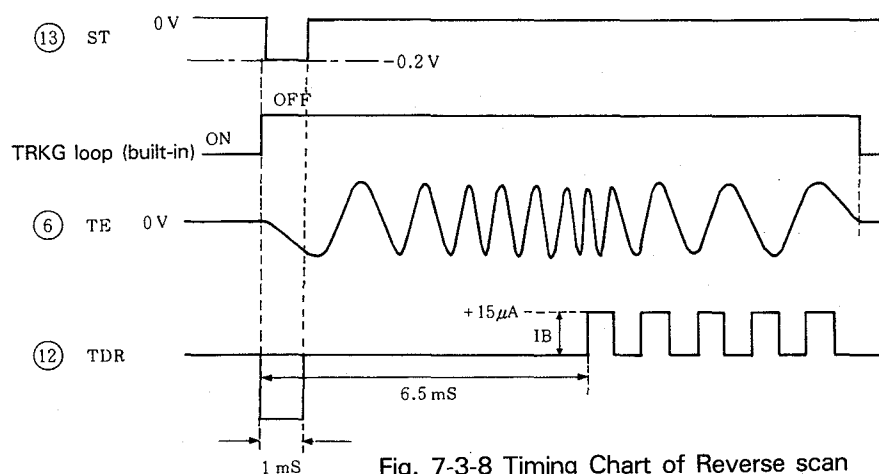 ⑬ ST 0 V
-0.2 V
OFF
ON
TRKG loop (built-in)
⑥ TE 0 V
+15μA
IB
⑫ TDR
6.5 mS
1 mS
Fig. 7-3-8 Timing Chart of Reverse scan